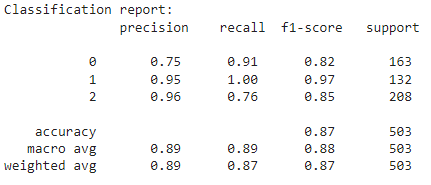 Classification report:
precision recall f1-score support
0 0.75 0.91 0.82 163
1 0.95 1.00 0.97 132
2 0.96 0.76 0.85 208
accuracy 0.87 503
macro avg 0.89 0.89 0.88 503
weighted avg 0.89 0.87 0.87 503